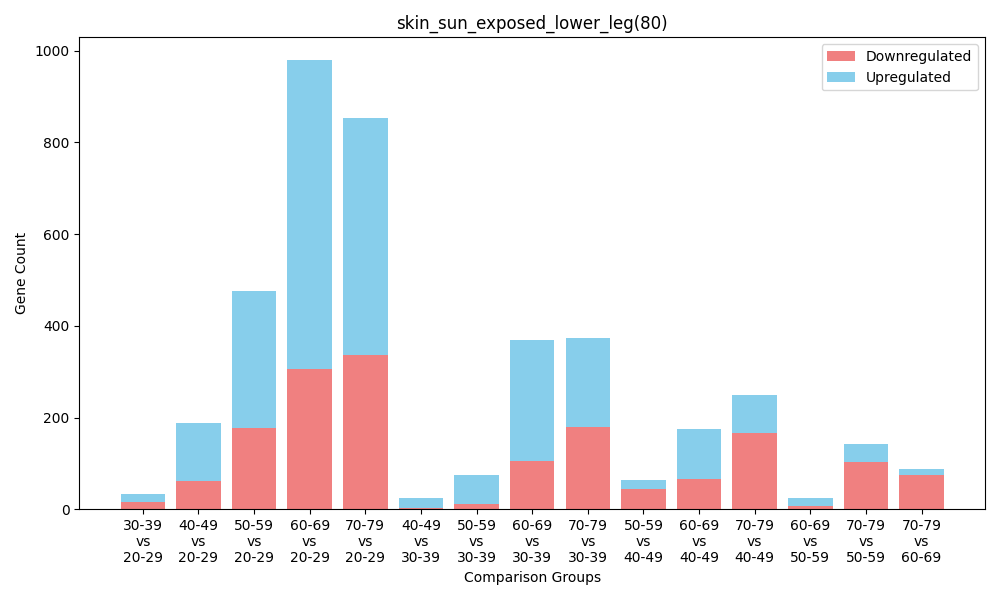 skin_sun_exposed_lower_leg(80)
Downregulated
Upregulated
Gene Count
1000
800
600
400
200
0
30-39 vs 20-29
40-49 vs 20-29
50-59 vs 20-29
60-69 vs 20-29
70-79 vs 20-29
40-49 vs 30-39
50-59 vs 30-39
60-69 vs 30-39
70-79 vs 30-39
50-59 vs 40-49
60-69 vs 40-49
70-79 vs 40-49
60-69 vs 50-59
70-79 vs 50-59
70-79 vs 60-69
Comparison Groups